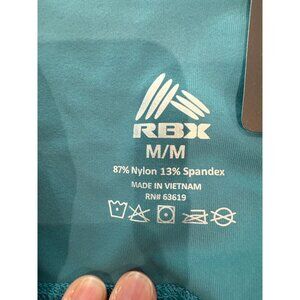 RBX
M/M
87% Nylon 13% Spandex
MADE IN VIETNAM
RN# 63619